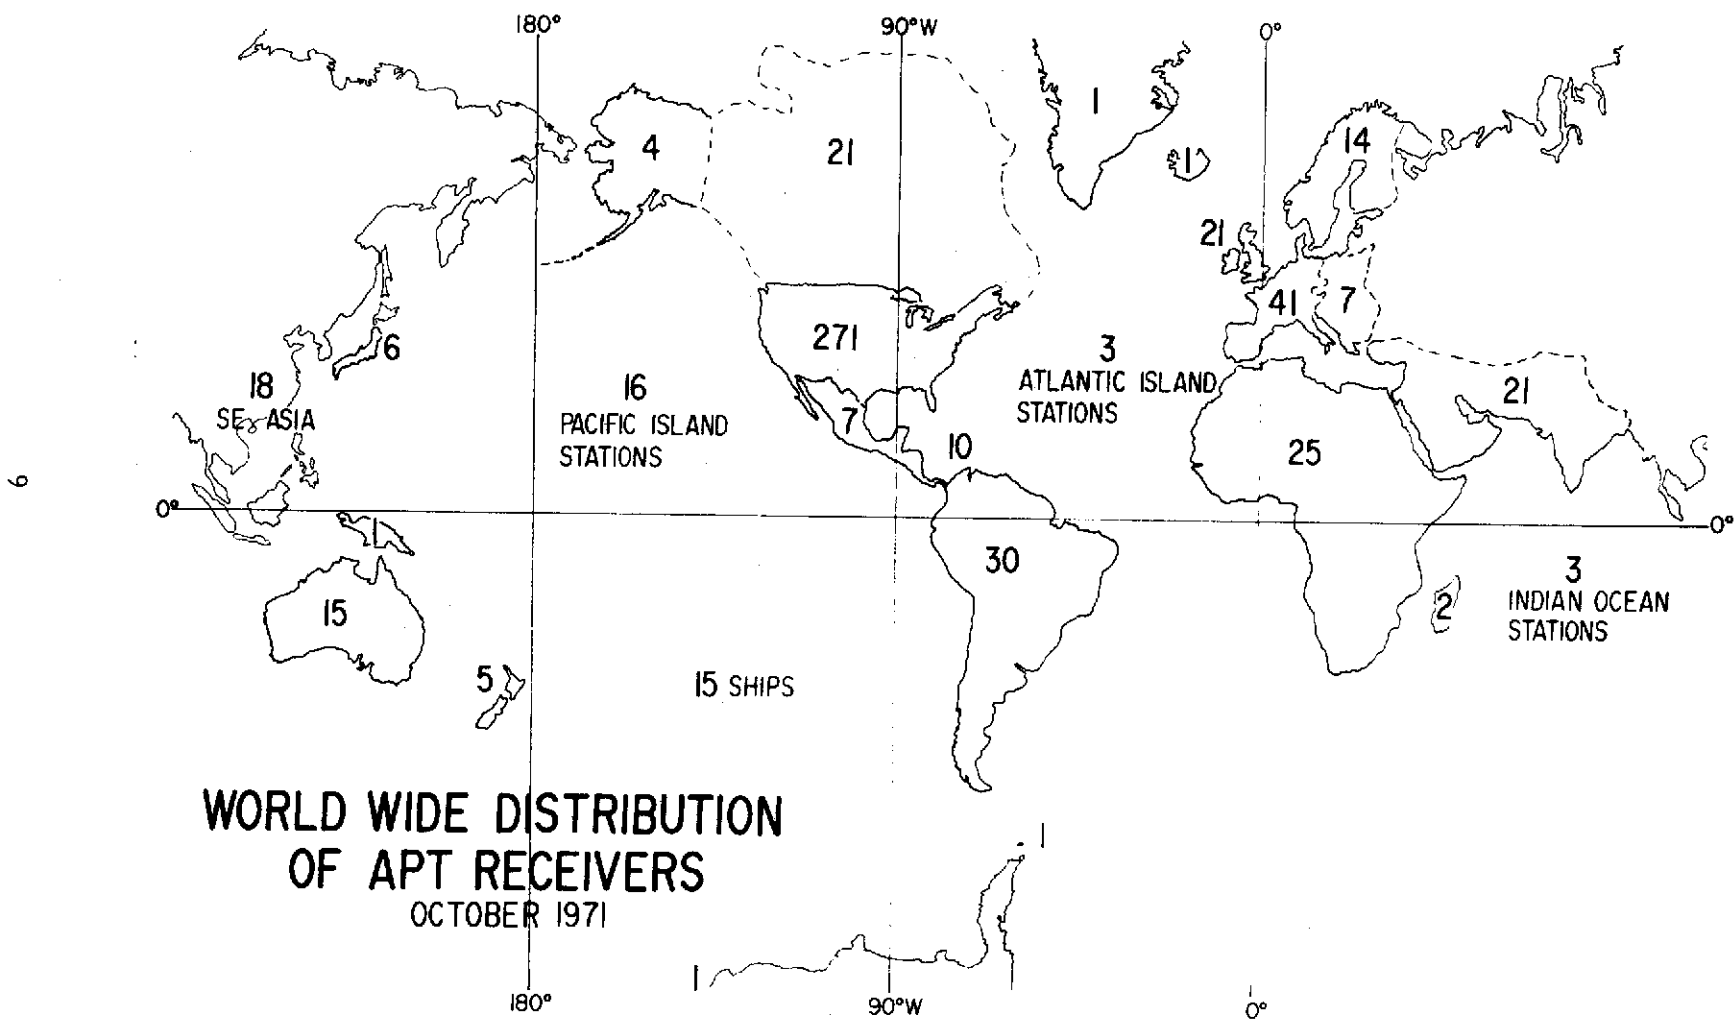 180°
90°W
0°
1
4
21
14
1
21
41
7
271
6
3
18
16
ATLANTIC ISLAND
21
SE ASIA
7
STATIONS
PACIFIC ISLAND
10
25
STATIONS
9
0°
0°
1
30
3
15
2
INDIAN OCEAN
STATIONS
5
15 SHIPS
WORLD WIDE DISTRIBUTION
1
OF APT RECEIVERS
OCTOBER 1971
1
180°
90°W
0°